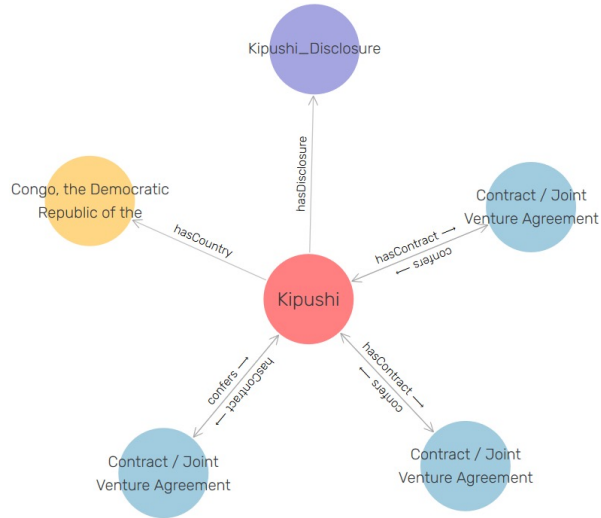 Kipushi_Disclosure
hasDisclosure
Congo, the Democratic
Republic of the
hasCountry
Contract / Joint
Venture Agreement
hasContract ⟶
confers ⟶
Kipushi
confers ⟶
hasContract ⟶
hasContract ⟶
confers ⟶
Contract / Joint
Venture Agreement
Contract / Joint
Venture Agreement